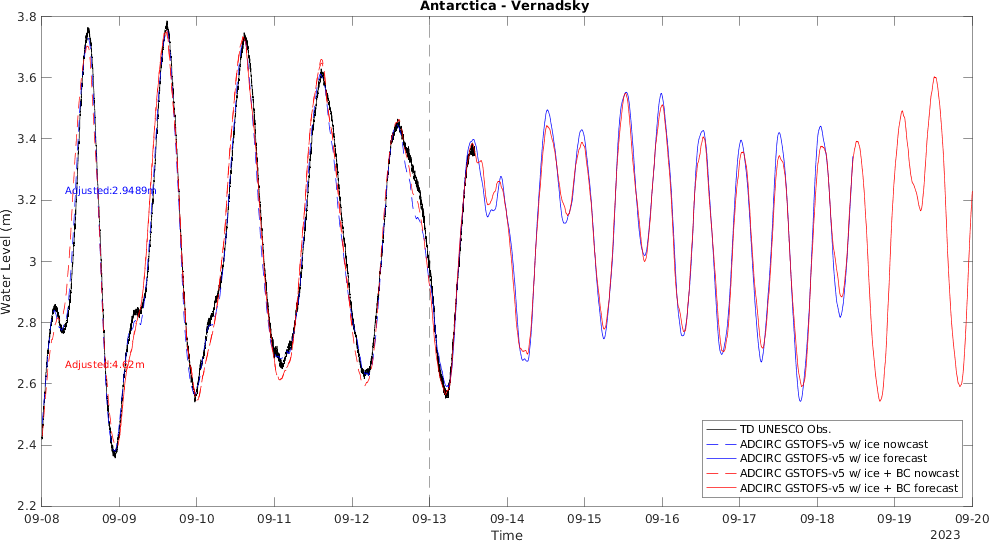 Antarctica - Vernadsky
3.8
3.6
3.4
3.2
3
2.8
2.6
2.4
2.2
Water Level (m)
Adjusted:2.9489m
Adjusted:4.62m
TD UNESCO Obs.
ADCIRC GSTOFS-v5 w/ ice nowcast
ADCIRC GSTOFS-v5 w/ ice forecast
ADCIRC GSTOFS-v5 w/ ice + BC nowcast
ADCIRC GSTOFS-v5 w/ ice + BC forecast
09-08 09-09 09-10 09-11 09-12 09-13 09-14 09-15 09-16 09-17 09-18 09-19 09-20
Time
2023